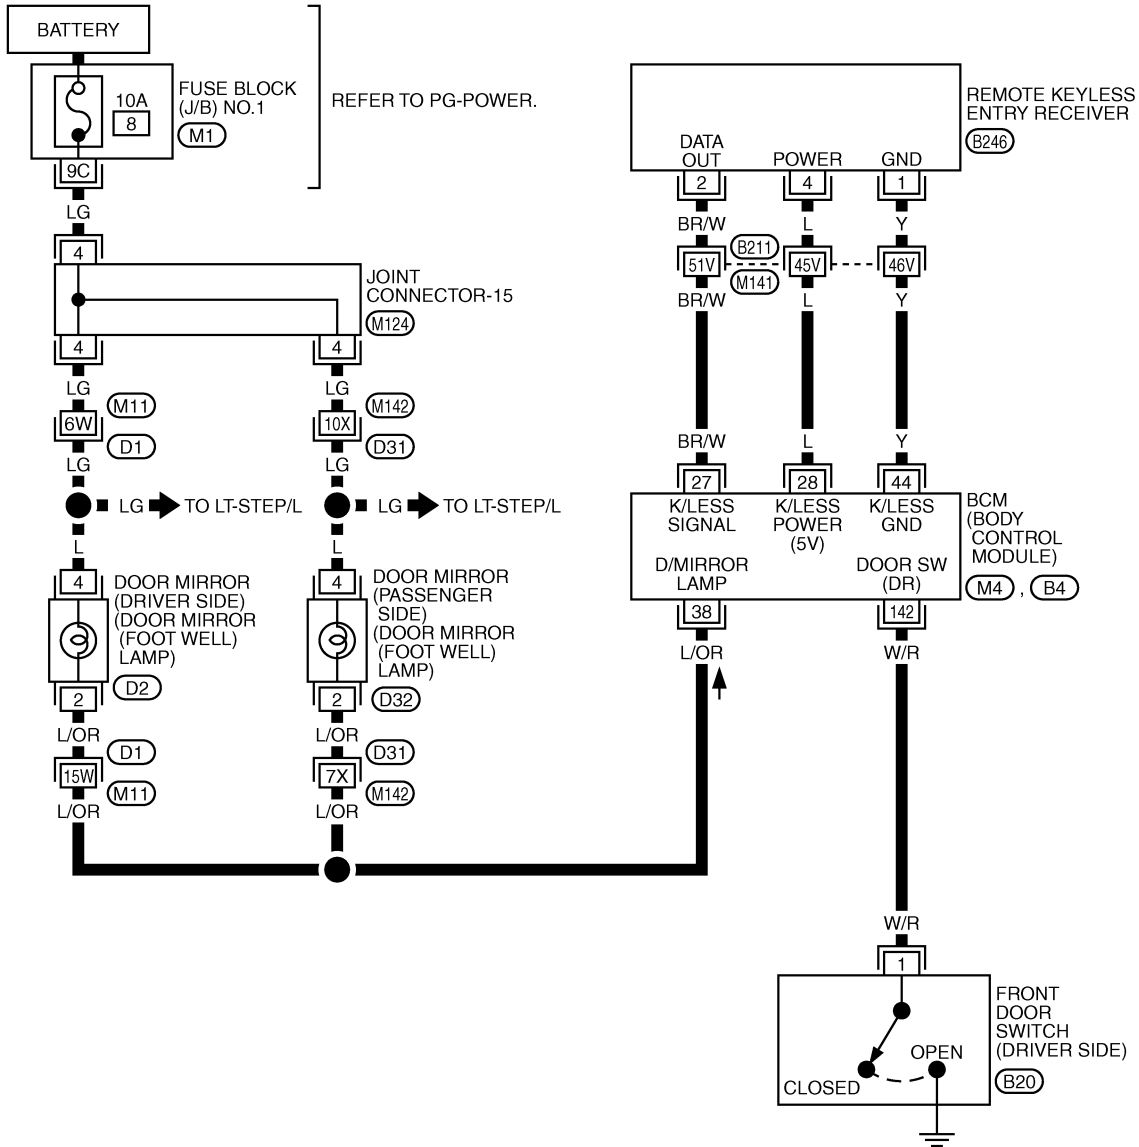 BATTERY
10A
8
FUSE BLOCK
(J/B) NO.1
M1
REFER TO PG-POWER.
9C
LG
4
JOINT
CONNECTOR-15
M124
4
4
LG
LG
M11
M142
6W
10X
D1
D31
LG
LG
LG
TO LT-STEP/L
LG
TO LT-STEP/L
L
L
4
4
DOOR MIRROR
(DRIVER SIDE)
(DOOR MIRROR
(FOOT WELL)
LAMP)
D2
DOOR MIRROR
(PASSENGER
SIDE)
(DOOR MIRROR
(FOOT WELL)
LAMP)
D32
2
2
L/OR
L/OR
D1
D31
15W
7X
M11
M142
L/OR
L/OR
REMOTE KEYLESS
ENTRY RECEIVER
B246
DATA
OUT
POWER
GND
2
4
1
BR/W
L
Y
B211
51V
45V
46V
M141
BR/W
L
Y
BR/W
L
Y
27
28
44
K/LESS
SIGNAL
K/LESS
POWER
(5V)
K/LESS
GND
BCM
(BODY
CONTROL
MODULE)
M4 , B4
D/MIRROR
LAMP
DOOR SW
(DR)
38
142
L/OR
W/R
W/R
1
FRONT
DOOR
SWITCH
(DRIVER SIDE)
B20
OPEN
CLOSED